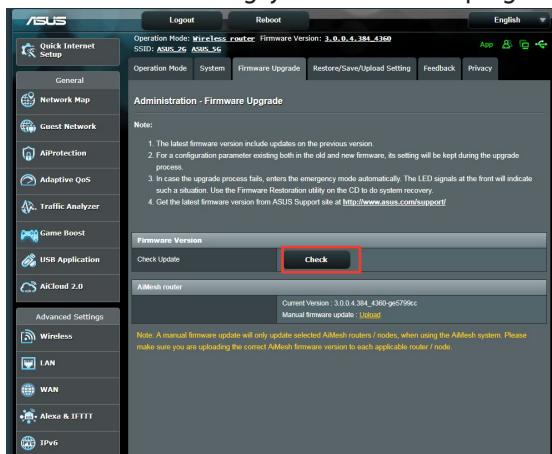 ASUS
Logout
Reboot
English
Quick Internet
Setup
Operation Mode: Wireless router Firmware Version: 3.0.0.4.384_4360
SSID: ASUS_2G ASUS_5G
App
Operation Mode
System
Firmware Upgrade
Restore/Save/Upload Setting
Feedback
Privacy
General
Network Map
Guest Network
AiProtection
Adaptive QoS
Traffic Analyzer
Game Boost
USB Application
AiCloud 2.0
Advanced Settings
Wireless
LAN
WAN
Alexa & IFTTT
IPv6
Administration - Firmware Upgrade
Note:
1. The latest firmware version include updates on the previous version.
2. For a configuration parameter existing both in the old and new firmware, its setting will be kept during the upgrade
process.
3. In case the upgrade process fails, enters the emergency mode automatically. The LED signals at the front will indicate
such a situation. Use the Firmware Restoration utility on the CD to do system recovery.
4. Get the latest firmware version from ASUS Support site at http://www.asus.com/support/
Firmware Version
Check Update
Check
AiMesh router
Current Version : 3.0.0.4.384_4360-ge5799cc
Manual firmware update : Upload
Note: A manual firmware update will only update selected AiMesh routers / nodes, when using the AiMesh system. Please
make sure you are uploading the correct AiMesh firmware version to each applicable router / node.